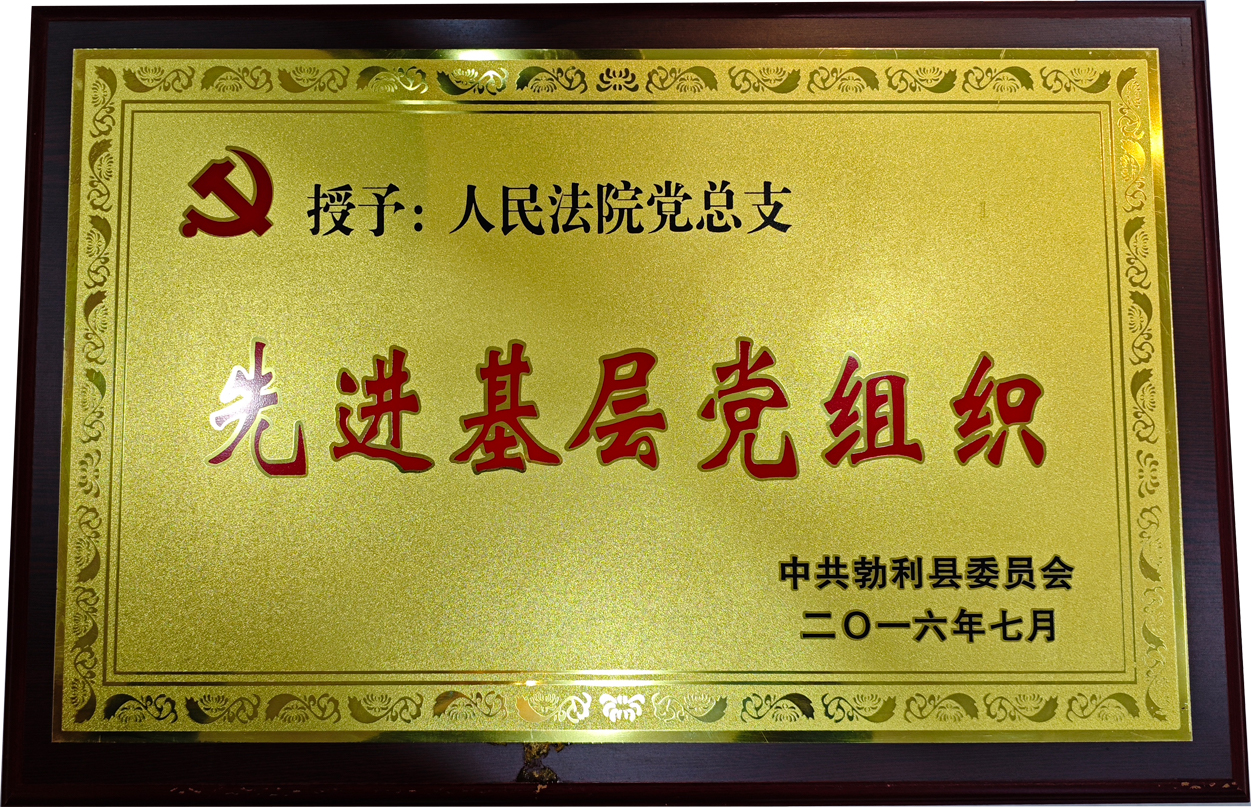 授予：人民法院党总支
先进基层党组织
中共勃利县委员会
二〇一六年七月